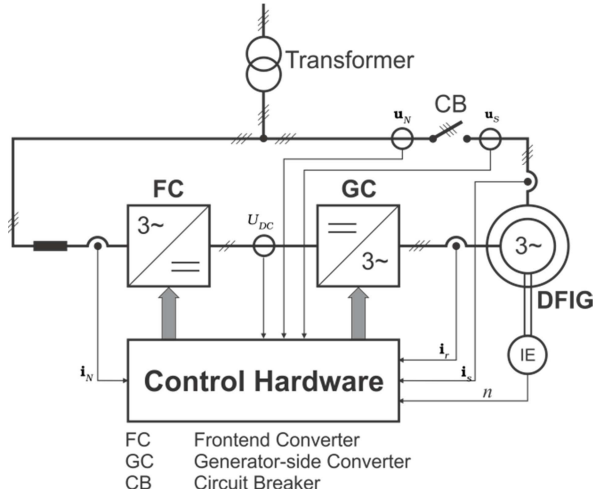 Transformer
CB
u_N
u_S
FC
GC
3~
U_DC
3~
3~
DFIG
IE
i_N
i_r
i_s
n
Control Hardware
FC Frontend Converter
GC Generator-side Converter
CB Circuit Breaker